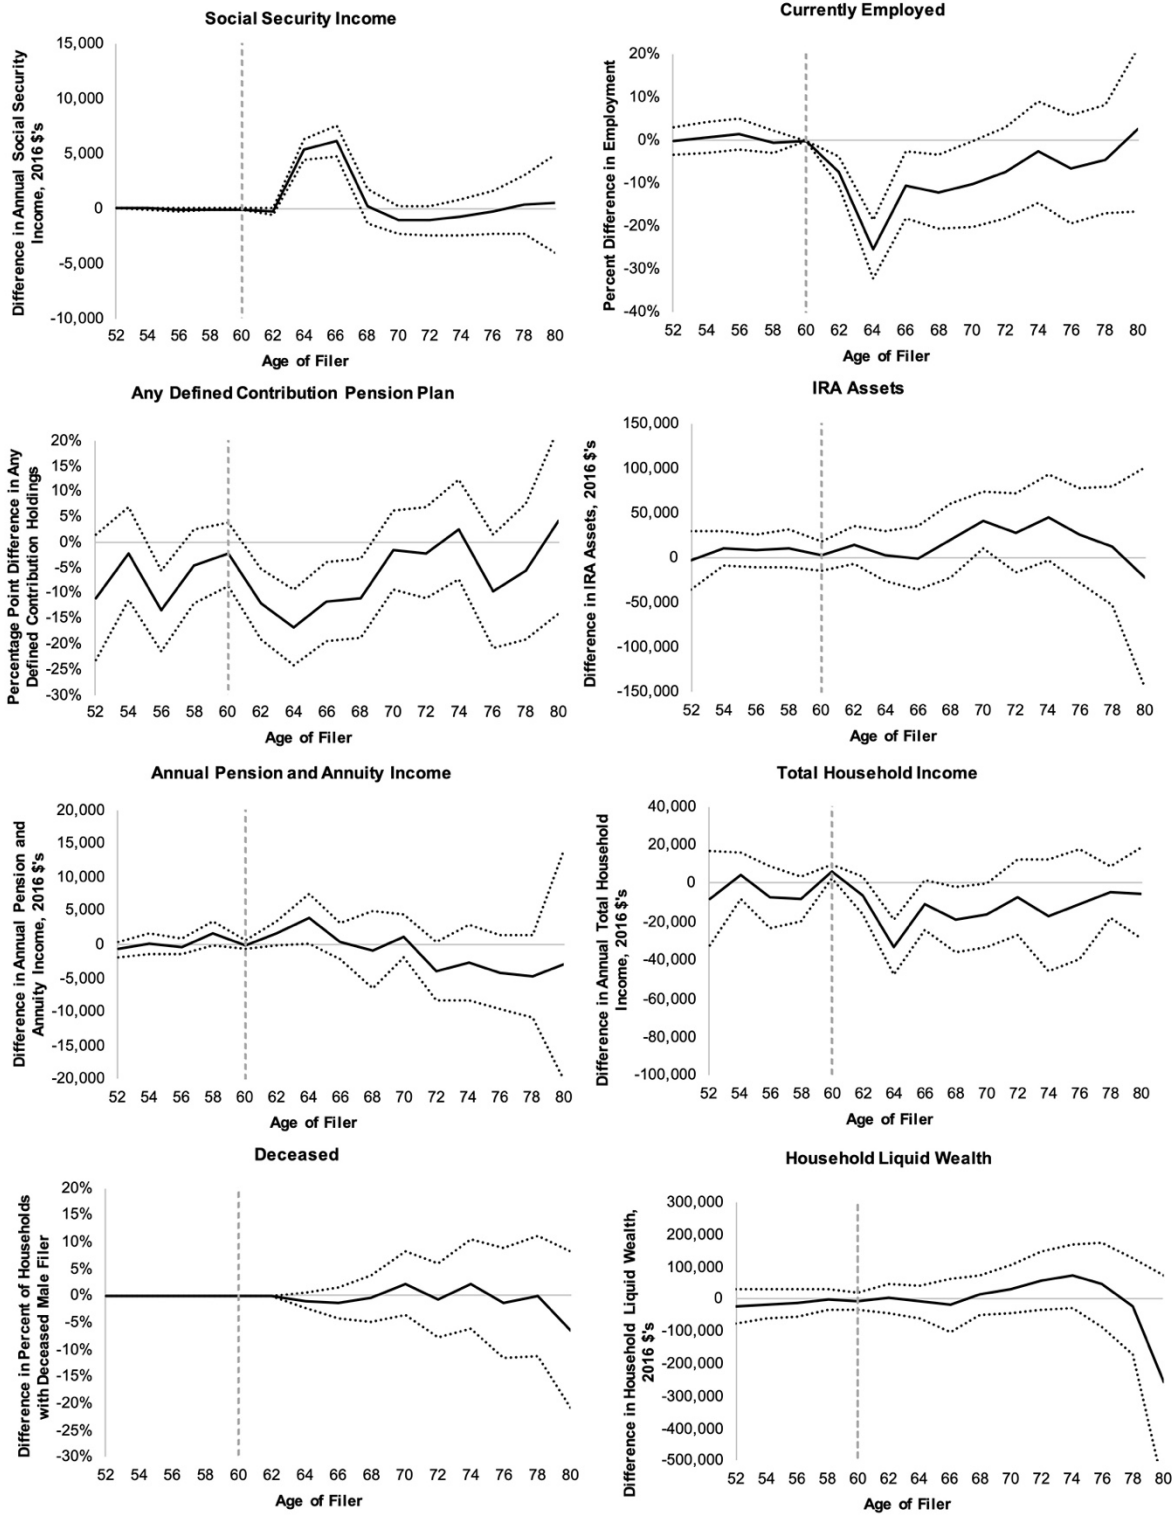 Social Security Income
Difference in Annual Social Security
Income, 2016 $'s
15,000
10,000
5,000
0
-5,000
-10,000
52 54 56 58 60 62 64 66 68 70 72 74 76 78 80
Age of Filer
Currently Employed
Percent Difference in Employment
20%
10%
0%
-10%
-20%
-30%
-40%
52 54 56 58 60 62 64 66 68 70 72 74 76 78 80
Age of Filer
Any Defined Contribution Pension Plan
Percentage Point Difference in Any
Defined Contribution Holdings
20%
15%
10%
5%
0%
-5%
-10%
-15%
-20%
-25%
-30%
52 54 56 58 60 62 64 66 68 70 72 74 76 78 80
Age of Filer
IRA Assets
Difference in IRA Assets, 2016 $'s
150,000
100,000
50,000
0
-50,000
-100,000
-150,000
52 54 56 58 60 62 64 66 68 70 72 74 76 78 80
Age of Filer
Annual Pension and Annuity Income
Difference in Annual Pension and
Annuity Income, 2016 $'s
20,000
15,000
10,000
5,000
0
-5,000
-10,000
-15,000
-20,000
52 54 56 58 60 62 64 66 68 70 72 74 76 78 80
Age of Filer
Total Household Income
Difference in Annual Total Household
Income, 2016 $'s
40,000
20,000
0
-20,000
-40,000
-60,000
-80,000
-100,000
52 54 56 58 60 62 64 66 68 70 72 74 76 78 80
Age of Filer
Deceased
Difference in Percent of Households
with Deceased Male Filer
20%
15%
10%
5%
0%
-5%
-10%
-15%
-20%
-25%
-30%
52 54 56 58 60 62 64 66 68 70 72 74 76 78 80
Age of Filer
Household Liquid Wealth
Difference in Household Liquid Wealth,
2016 $'s
300,000
200,000
100,000
0
-100,000
-200,000
-300,000
-400,000
-500,000
52 54 56 58 60 62 64 66 68 70 72 74 76 78 80
Age of Filer